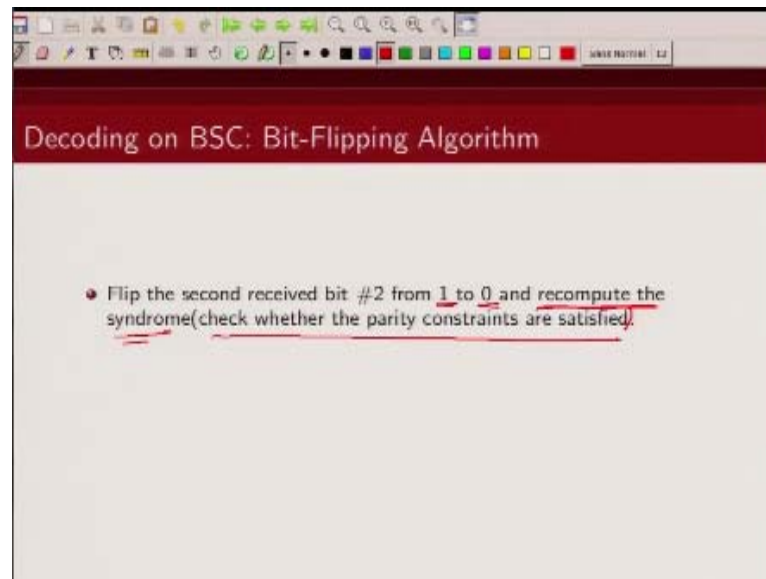 T
Decoding on BSC: Bit-Flipping Algorithm
Flip the second received bit #2 from 1 to 0 and recompute the
syndrome(check whether the parity constraints are satisfied).